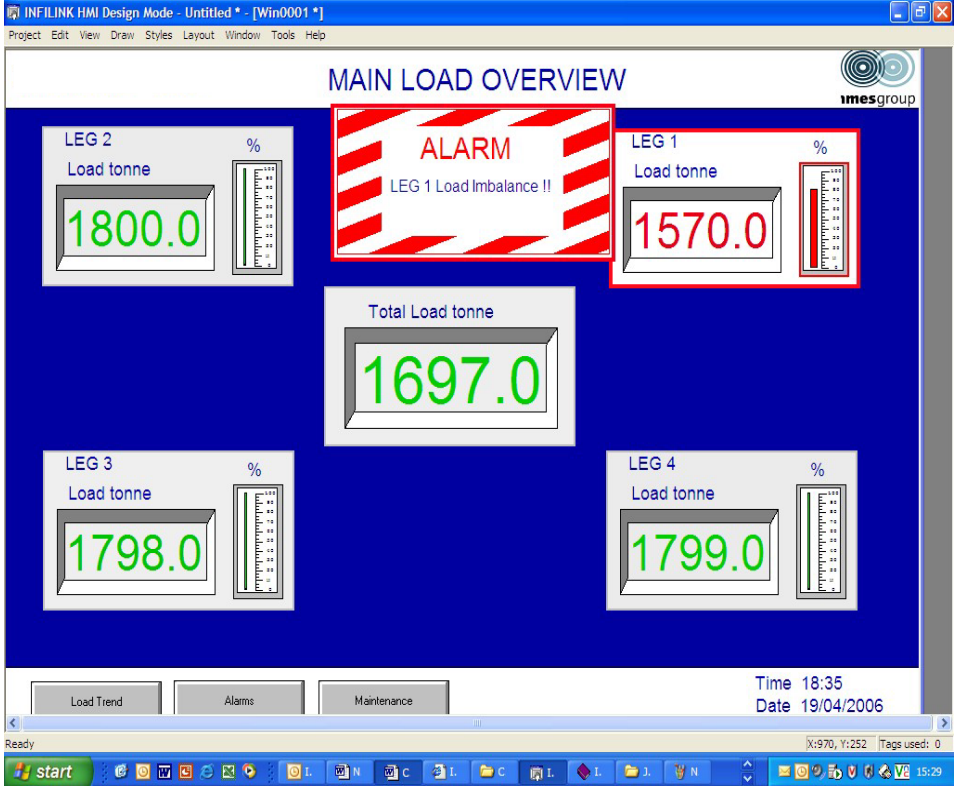 INFILINK HMI Design Mode - Untitled * - [Win0001 *]
Project Edit View Draw Styles Layout Window Tools Help
MAIN LOAD OVERVIEW
imesgroup
LEG 2
%
Load tonne
1800.0
ALARM
LEG 1 Load Imbalance !!
LEG 1
%
Load tonne
1570.0
Total Load tonne
1697.0
LEG 3
%
Load tonne
1798.0
LEG 4
%
Load tonne
1799.0
Load Trend
Alarms
Maintenance
Time 18:35
Date 19/04/2006
Ready
X:970, Y:252 Tags used: 0
start
I. N C I. C I. I. J. N
15:29